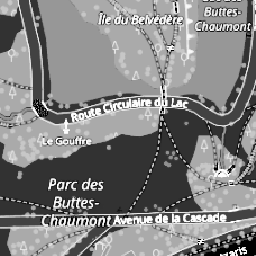 Île du Belvédère
Buttes-
Chaumont
Route Circulaire du Lac
Le Gouffre
Parc des
Buttes-
Chaumont
Avenue de la Cascade